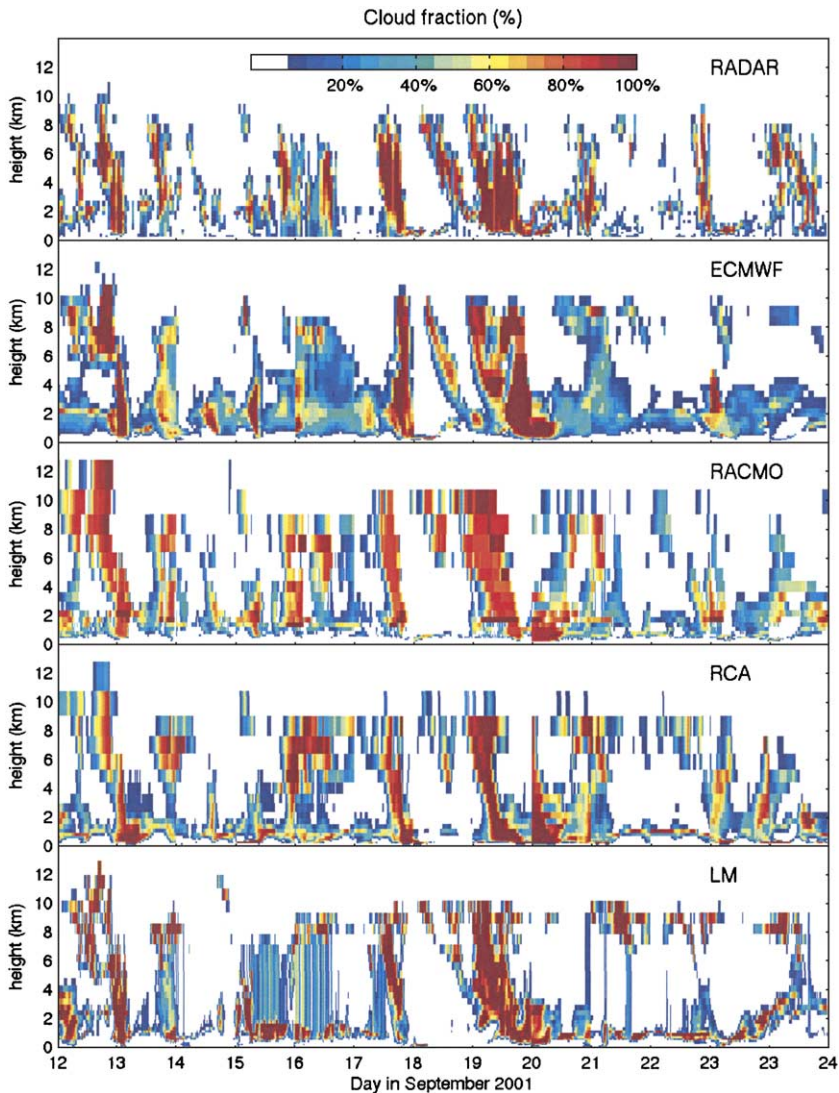 Cloud fraction (%)
12
10
8
6
4
2
0
height (km)
20% 40% 60% 80% 100%
RADAR
12
10
8
6
4
2
0
height (km)
ECMWF
12
10
8
6
4
2
0
height (km)
RACMO
12
10
8
6
4
2
0
height (km)
RCA
12
10
8
6
4
2
0
height (km)
LM
12 13 14 15 16 17 18 19 20 21 22 23 23 24
Day in September 2001